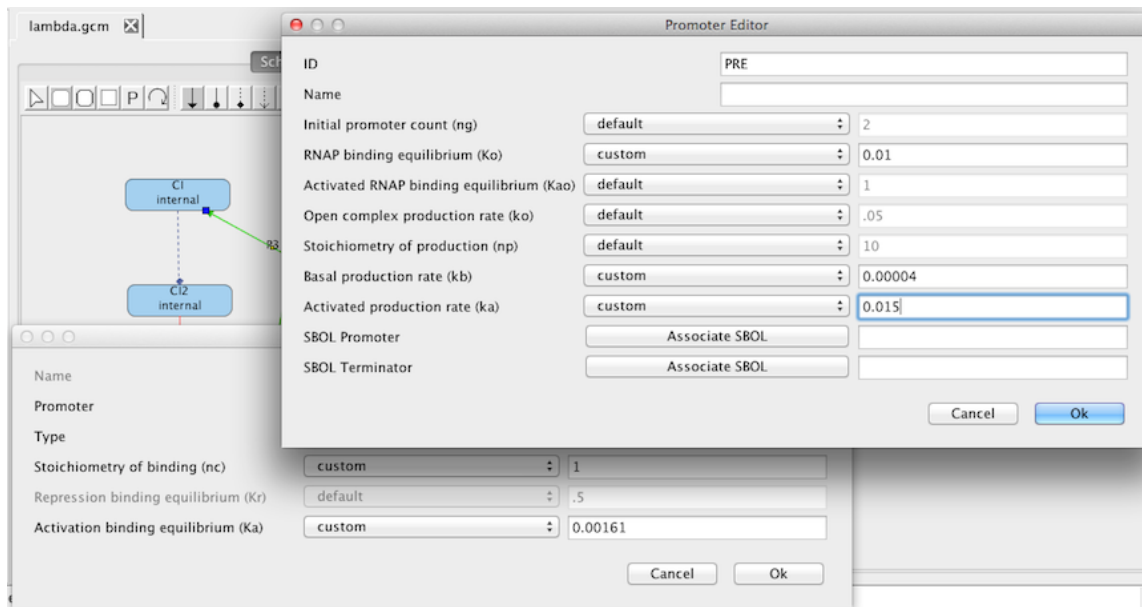 lambda.gcm
Promoter Editor
Sch
P
ID PRE
Name
Initial promoter count (ng) default 2
RNAP binding equilibrium (Ko) custom 0.01
Activated RNAP binding equilibrium (Kao) default 1
Open complex production rate (ko) default .05
Stoichiometry of production (np) default 10
Basal production rate (kb) custom 0.00004
Activated production rate (ka) custom 0.015
SBOL Promoter Associate SBOL
SBOL Terminator Associate SBOL
Cancel Ok
CI
internal
CI2
internal
Name
Promoter
Type
Stoichiometry of binding (nc) custom 1
Repression binding equilibrium (Kr) default .5
Activation binding equilibrium (Ka) custom 0.00161
Cancel Ok